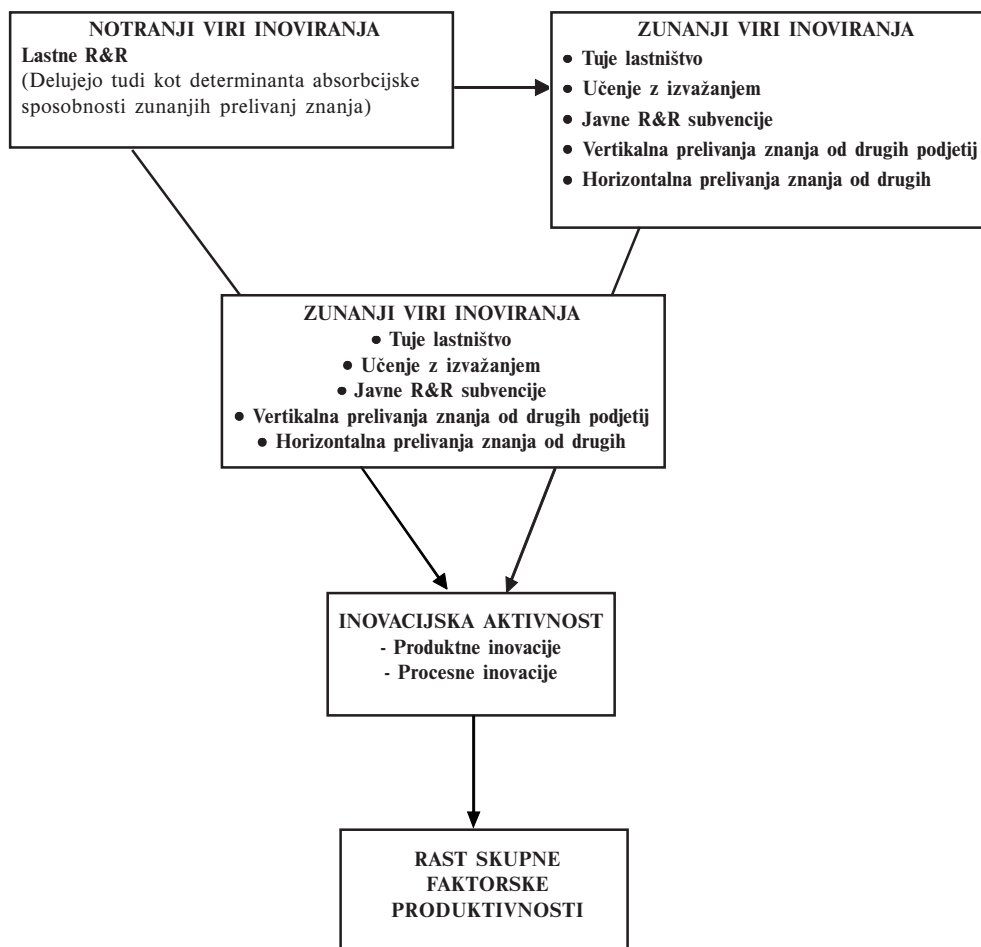 NOTRANJI VIRI INOVIRANJA
Lastne R&R
(Delujejo tudi kot determinanta absorbcijske
sposobnosti zunanjih prelivanj znanja)
ZUNANJI VIRI INOVIRANJA
● Tuje lastništvo
● Učenje z izvažanjem
● Javne R&R subvencije
● Vertikalna prelivanja znanja od drugih podjetij
● Horizontalna prelivanja znanja od drugih
ZUNANJI VIRI INOVIRANJA
● Tuje lastništvo
● Učenje z izvažanjem
● Javne R&R subvencije
● Vertikalna prelivanja znanja od drugih podjetij
● Horizontalna prelivanja znanja od drugih
INOVACIJSKA AKTIVNOST
- Produktne inovacije
- Procesne inovacije
RAST SKUPNE
FAKTORSKE
PRODUKTIVNOSTI